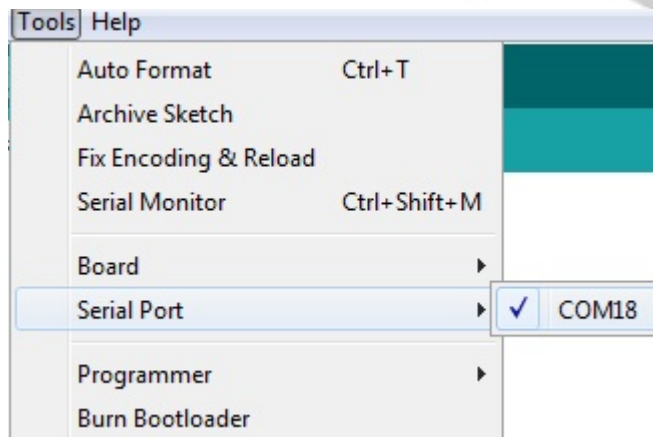 Tools Help
Auto Format Ctrl+T
Archive Sketch
Fix Encoding & Reload
Serial Monitor Ctrl+Shift+M
Board
Serial Port COM18
Programmer
Burn Bootloader